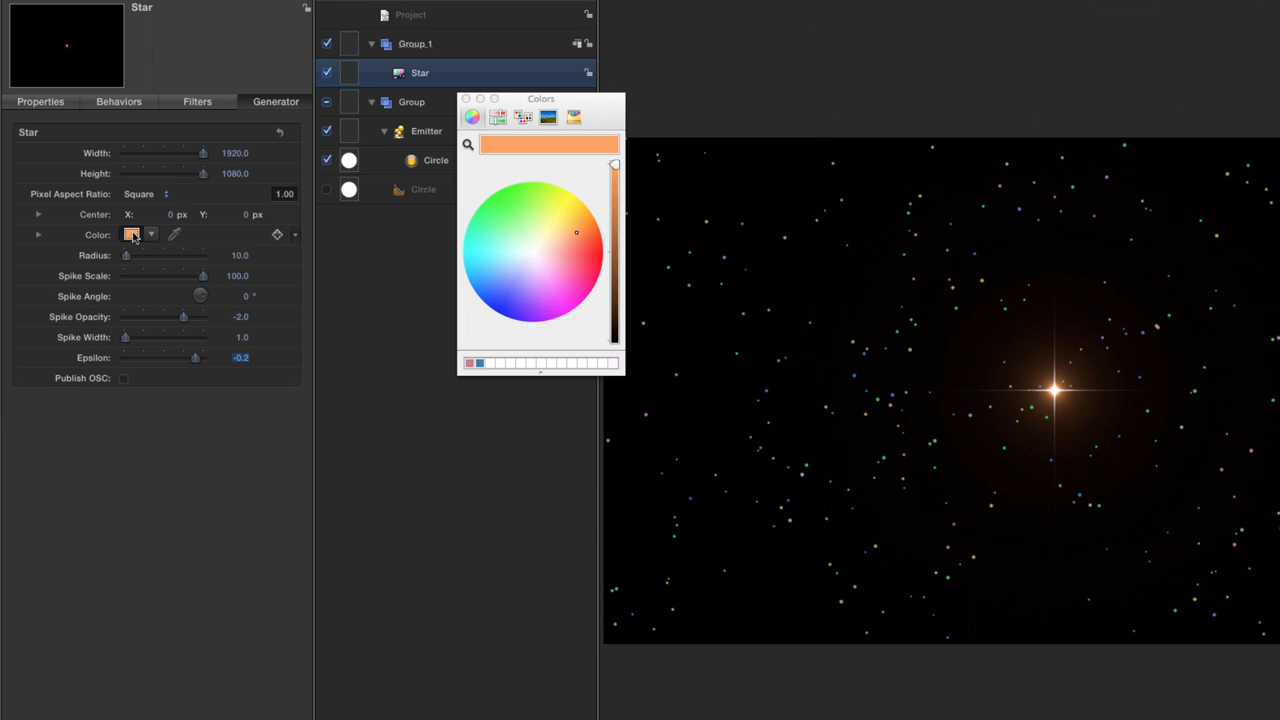 Star
Properties
Behaviors
Filters
Generator
Star
Width: 1920.0
Height: 1080.0
Pixel Aspect Ratio: Square 1.00
Center: X: 0 px Y: 0 px
Color:
Radius: 10.0
Spike Scale: 100.0
Spike Angle: 0 °
Spike Opacity: -2.0
Spike Width: 1.0
Epsilon: -0.2
Publish OSC:
Project
Group 1
Star
Group
Emitter
Circle
Circle
Colors